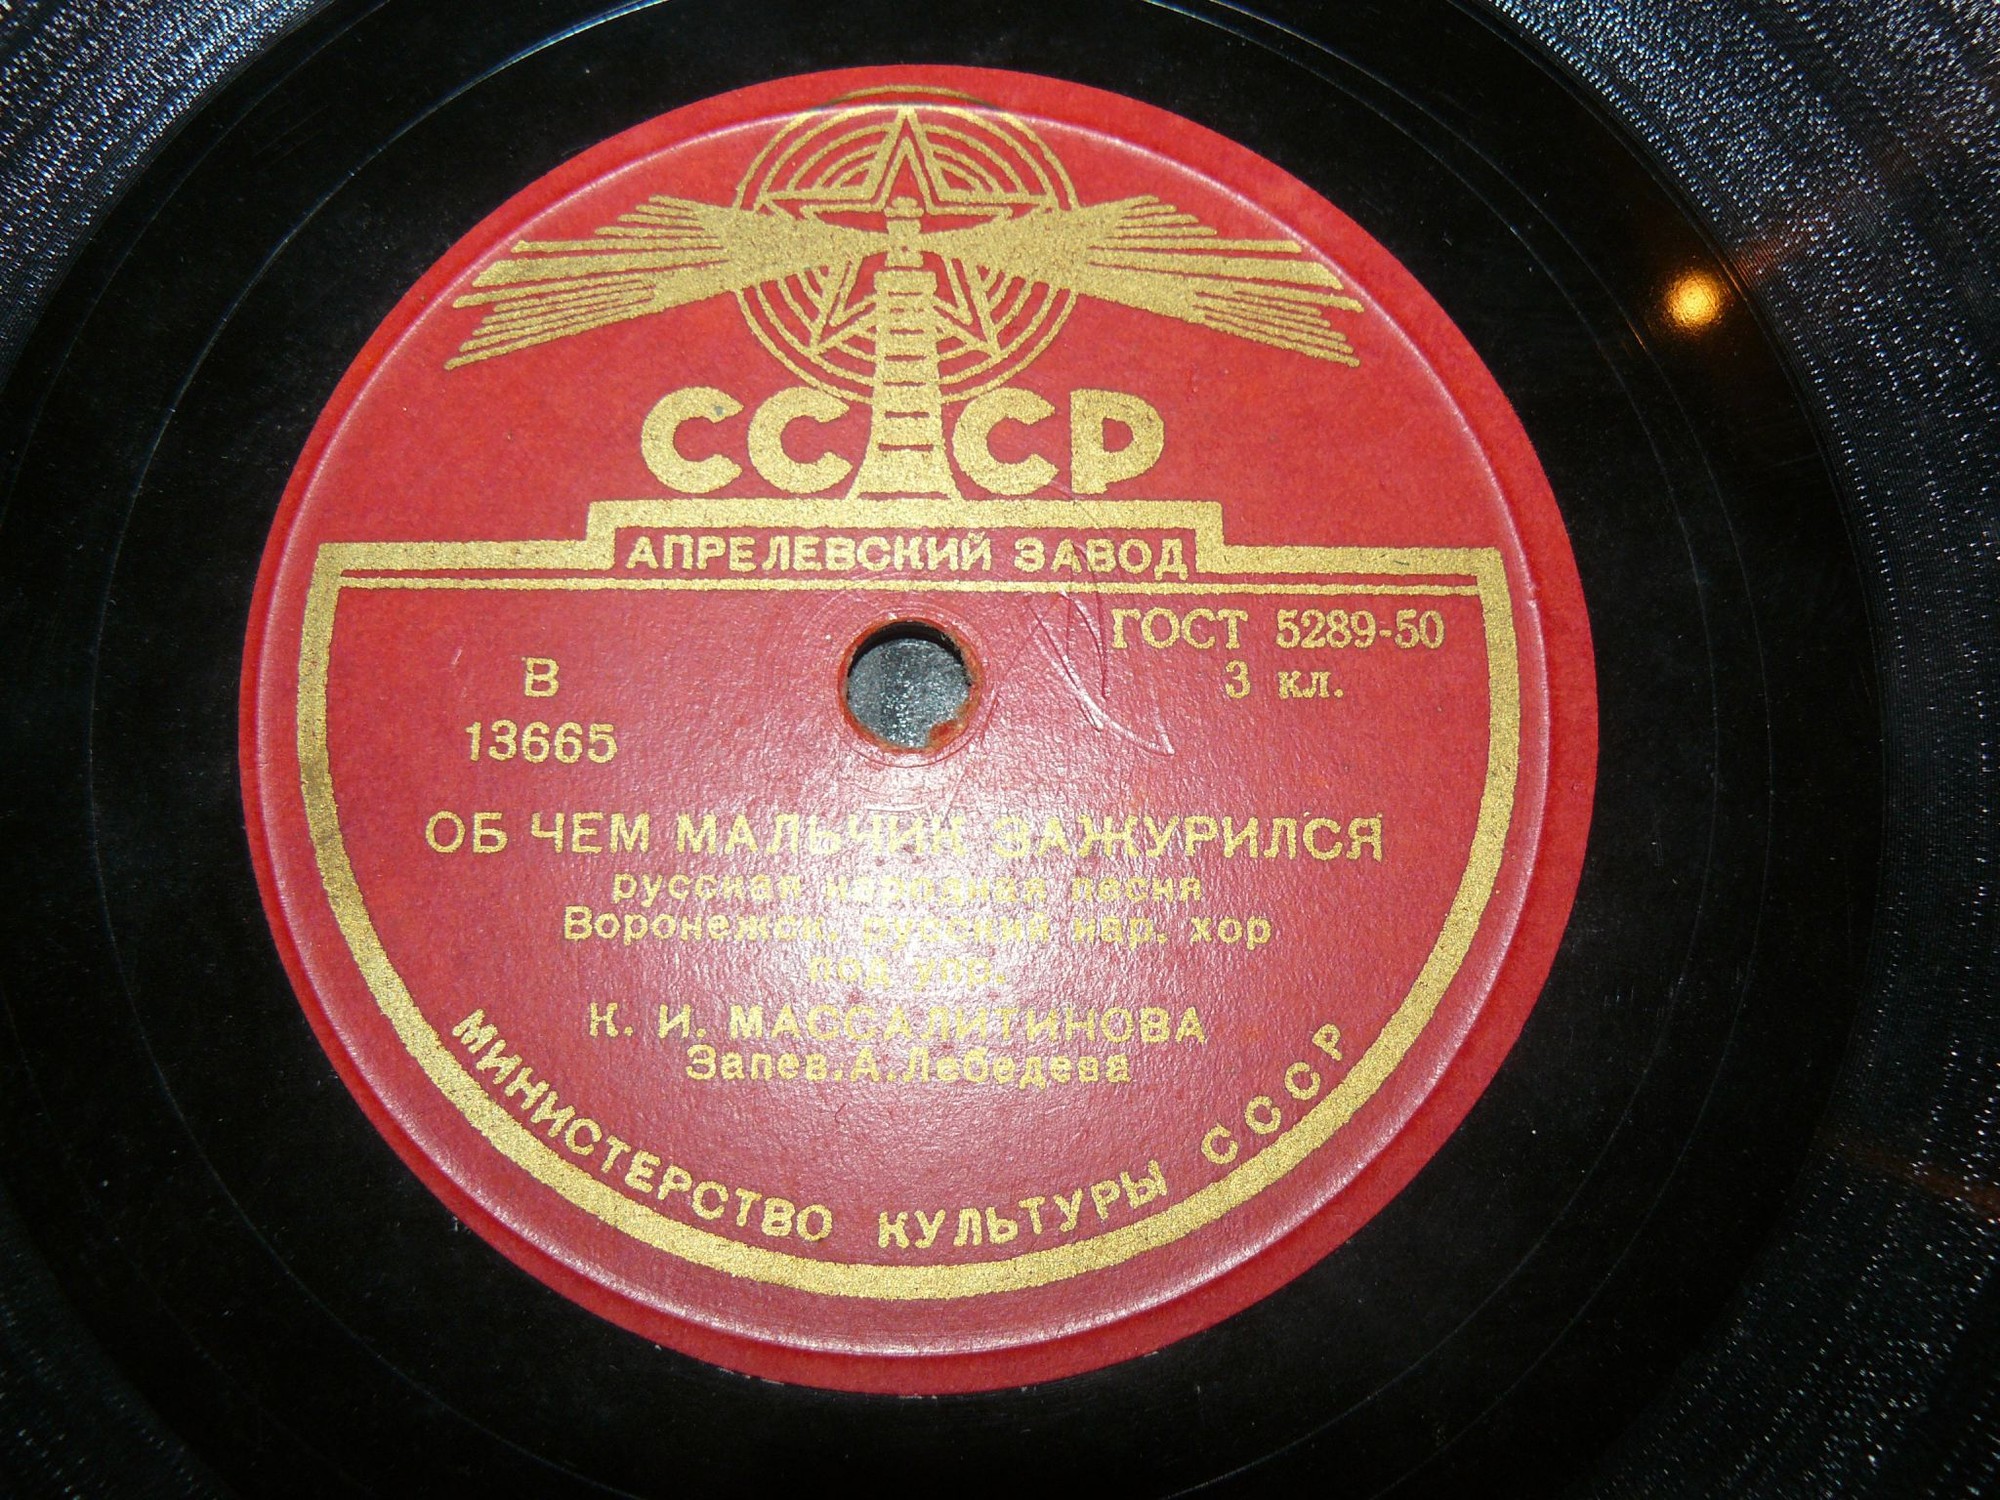 СССР
АПРЕЛЕВСКИЙ ЗАВОД
ГОСТ 5289-50
3 кл.
В
13665
ОБ ЧЕМ МАЛЬЧИК ЗАЖУРИЛСЯ
русская народная песня
Воронежск. русский нар. хор
под упр.
К. И. МАССАЛИТИНОВА
Запев. А. Лебедева
МИНИСТЕРСТВО КУЛЬТУРЫ СССР